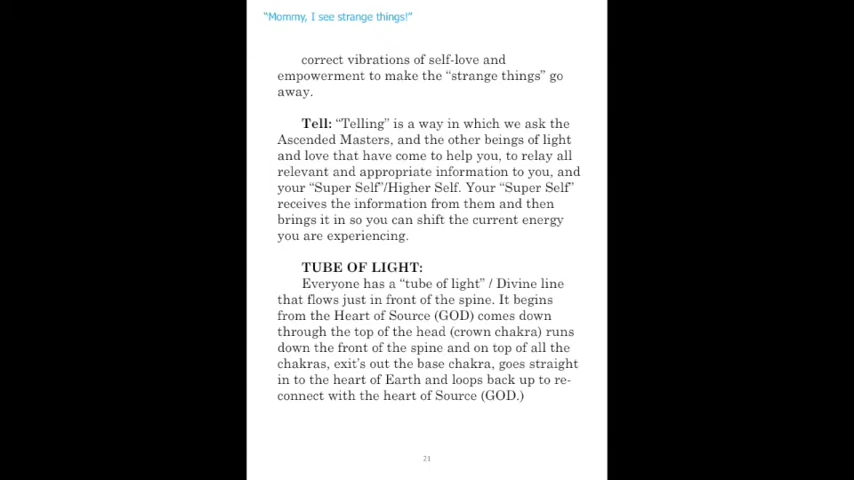 "Mommy, I see strange things!"
correct vibrations of self-love and
empowerment to make the “strange things” go
away.
Tell: “Telling” is a way in which we ask the
Ascended Masters, and the other beings of light
and love that have come to help you, to relay all
relevant and appropriate information to you, and
your “Super Self”/Higher Self. Your “Super Self”
receives the information from them and then
brings it in so you can shift the current energy
you are experiencing.
TUBE OF LIGHT:
Everyone has a “tube of light” / Divine line
that flows just in front of the spine. It begins
from the Heart of Source (GOD) comes down
through the top of the head (crown chakra) runs
down the front of the spine and on top of all the
chakras, exit’s out the base chakra, goes straight
in to the heart of Earth and loops back up to re-
connect with the heart of Source (GOD.)
21